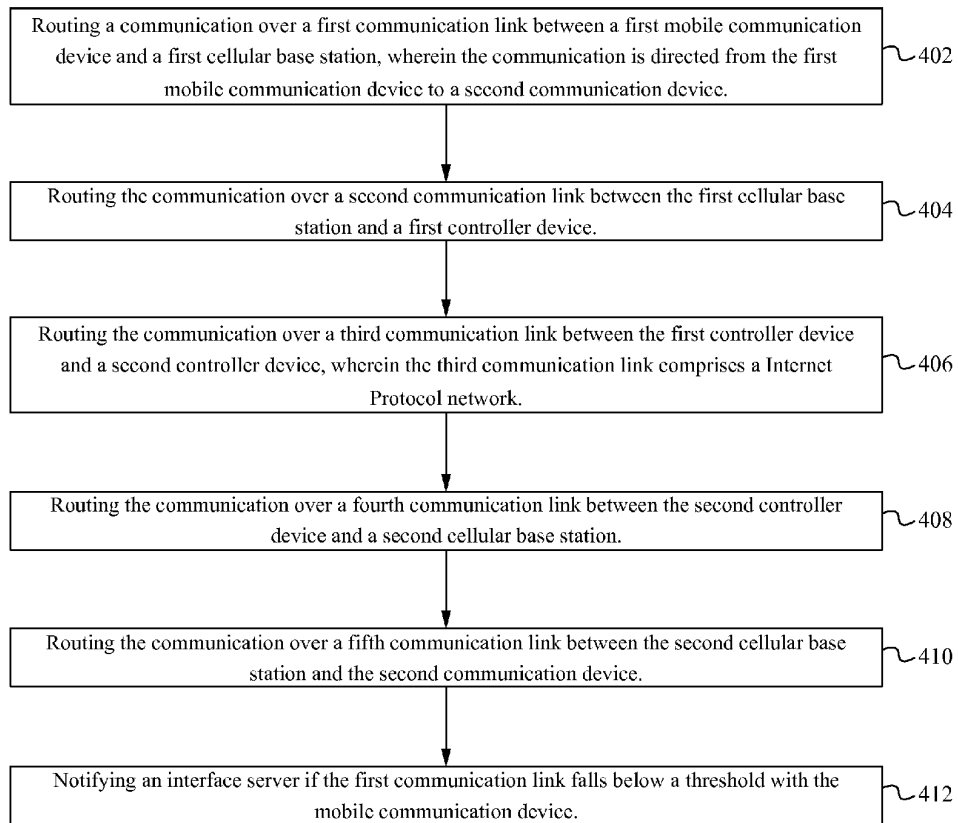 Routing a communication over a first communication link between a first mobile communication
device and a first cellular base station, wherein the communication is directed from the first
mobile communication device to a second communication device.
402
Routing the communication over a second communication link between the first cellular base
station and a first controller device.
404
Routing the communication over a third communication link between the first controller device
and a second controller device, wherein the third communication link comprises a Internet
Protocol network.
406
Routing the communication over a fourth communication link between the second controller
device and a second cellular base station.
408
Routing the communication over a fifth communication link between the second cellular base
station and the second communication device.
410
Notifying an interface server if the first communication link falls below a threshold with the
mobile communication device.
412